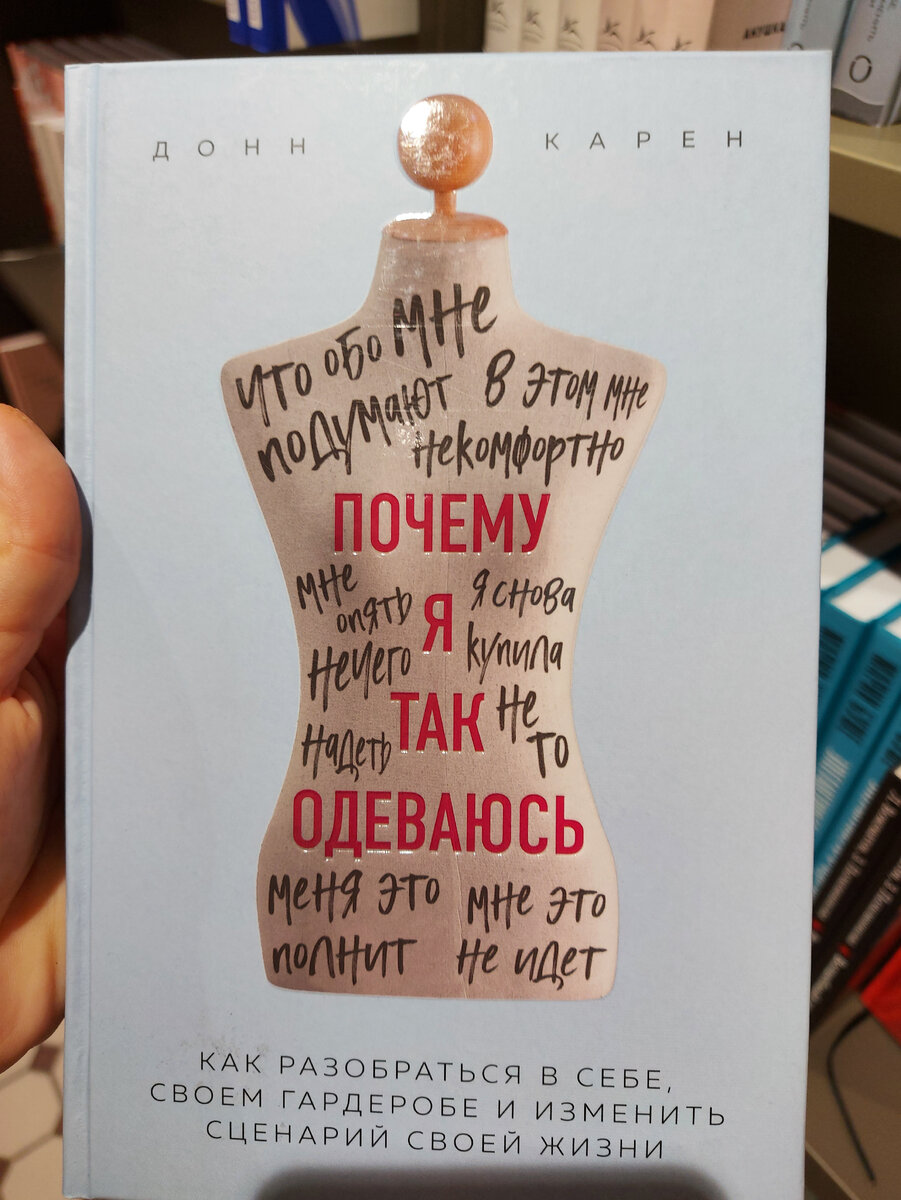 ДОНН КАРЕН
что обо мне
подумают
в этом мне
некомфортно
ПОЧЕМУ
мне
опять
нечего
надеть
Я
ТАК
я снова
купила
не
то
ОДЕВАЮСЬ
меня это
полнит
мне это
не идет
КАК РАЗОБРАТЬСЯ В СЕБЕ,
СВОЕМ ГАРДЕРОБЕ И ИЗМЕНИТЬ
СЦЕНАРИЙ СВОЕЙ ЖИЗНИ